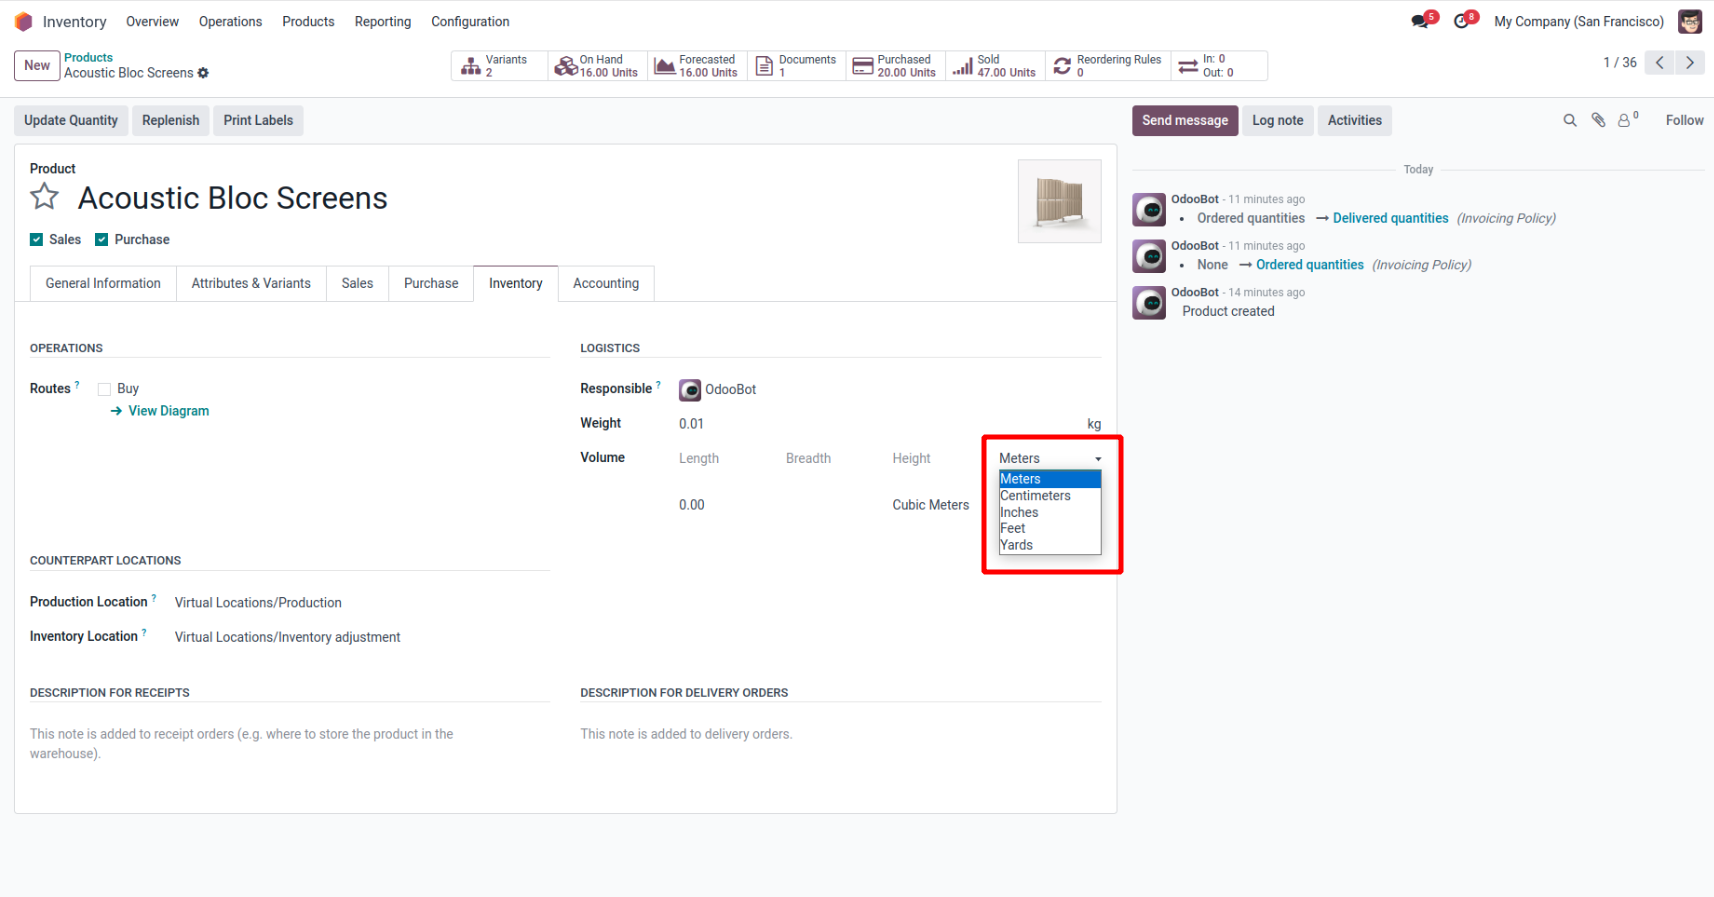 Inventory Overview Operations Products Reporting Configuration 5 8 My Company (San Francisco)
New Products
Acoustic Bloc Screens
Variants 2
On Hand 16.00 Units
Forecasted 16.00 Units
Documents 1
Purchased 20.00 Units
Sold 47.00 Units
Reordering Rules 0
In: 0
Out: 0
1 / 36
Update Quantity Replenish Print Labels
Send message Log note Activities 0 Follow
Product
Acoustic Bloc Screens
Sales Purchase
General Information Attributes & Variants Sales Purchase Inventory Accounting
OPERATIONS
Routes ? Buy
View Diagram
LOGISTICS
Responsible ? OdooBot
Weight 0.01 kg
Volume Length Breadth Height Meters
0.00 Cubic Meters
Meters
Centimeters
Inches
Feet
Yards
COUNTERPART LOCATIONS
Production Location ? Virtual Locations/Production
Inventory Location ? Virtual Locations/Inventory adjustment
DESCRIPTION FOR RECEIPTS
This note is added to receipt orders (e.g. where to store the product in the
warehouse).
DESCRIPTION FOR DELIVERY ORDERS
This note is added to delivery orders.
Today
OdooBot - 11 minutes ago
• Ordered quantities → Delivered quantities (Invoicing Policy)
OdooBot - 11 minutes ago
• None → Ordered quantities (Invoicing Policy)
OdooBot - 14 minutes ago
Product created